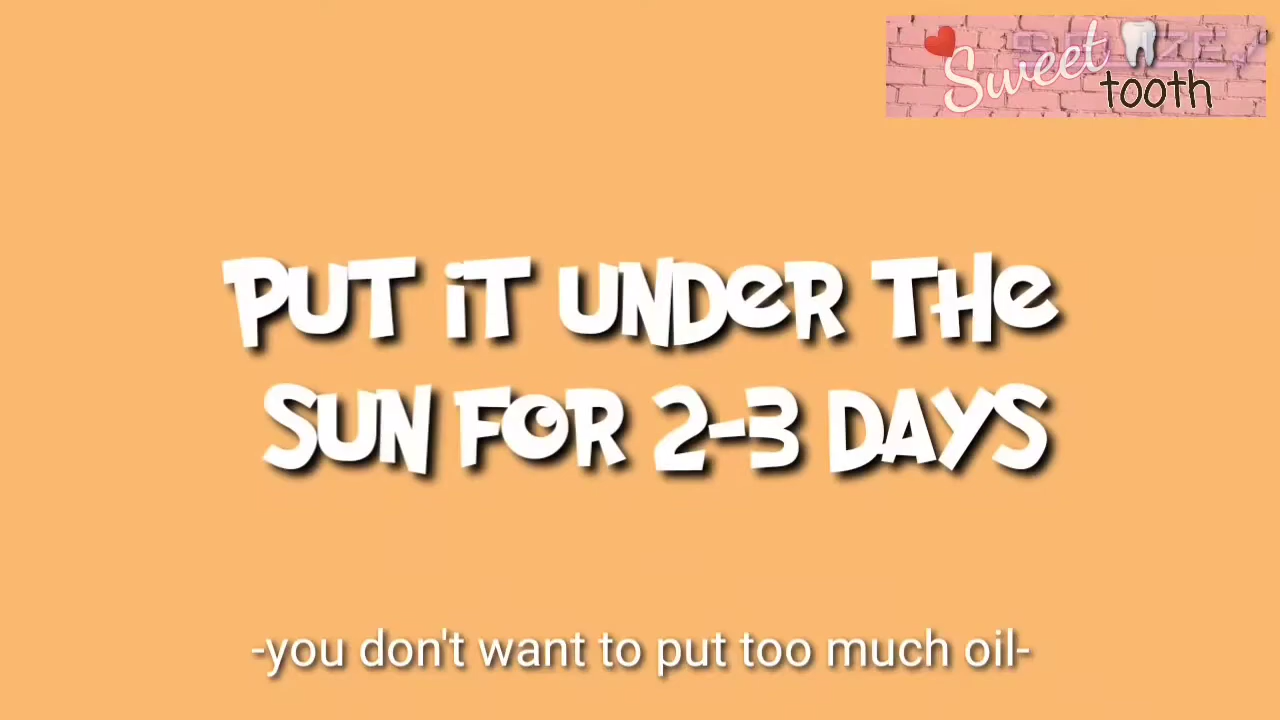 Sweet
tooth
PUT IT UNDER THE
SUN FOR 2-3 DAYS
-you don't want to put too much oil-